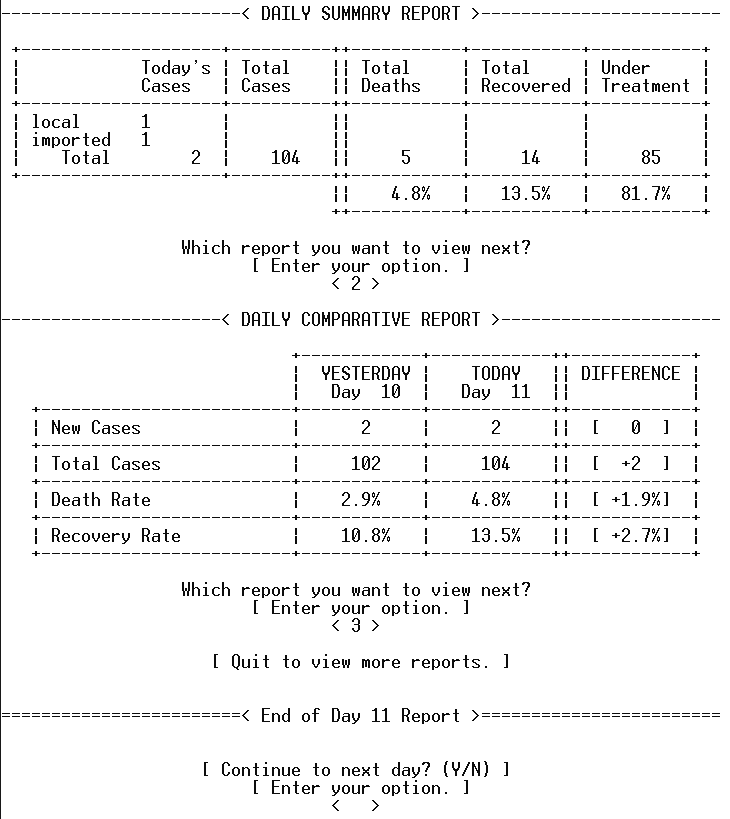 ------------------------< DAILY SUMMARY REPORT >------------------------
+--------------------+----------++-----------+-----------+-----------+
|            Today's | Total    || Total     | Total     | Under     |
|            Cases   | Cases    || Deaths    | Recovered | Treatment |
+--------------------+----------++-----------+-----------+-----------+
| local      1       |          ||           |           |           |
| imported   1       |          ||           |           |           |
|    Total        2  |    104   ||     5     |     14    |     85    |
+--------------------+----------++-----------+-----------+-----------+
||    4.8%   |   13.5%   |   81.7%   |
++-----------+-----------+-----------+
Which report you want to view next?
[ Enter your option. ]
< 2 >
----------------------< DAILY COMPARATIVE REPORT >----------------------
+------------+------------++------------+
|  YESTERDAY |    TODAY   || DIFFERENCE |
|   Day  10  |   Day  11  ||            |
+-------------------------+------------+------------++------------+
| New Cases               |      2     |      2     ||  [   0  ]  |
+-------------------------+------------+------------++------------+
| Total Cases             |     102    |     104    ||  [  +2  ]  |
+-------------------------+------------+------------++------------+
| Death Rate              |    2.9%    |    4.8%    ||  [ +1.9%]  |
+-------------------------+------------+------------++------------+
| Recovery Rate           |    10.8%   |    13.5%   ||  [ +2.7%]  |
+-------------------------+------------+------------++------------+
Which report you want to view next?
[ Enter your option. ]
< 3 >
[ Quit to view more reports. ]
========================< End of Day 11 Report >========================
[ Continue to next day? (Y/N) ]
[ Enter your option. ]
<   >